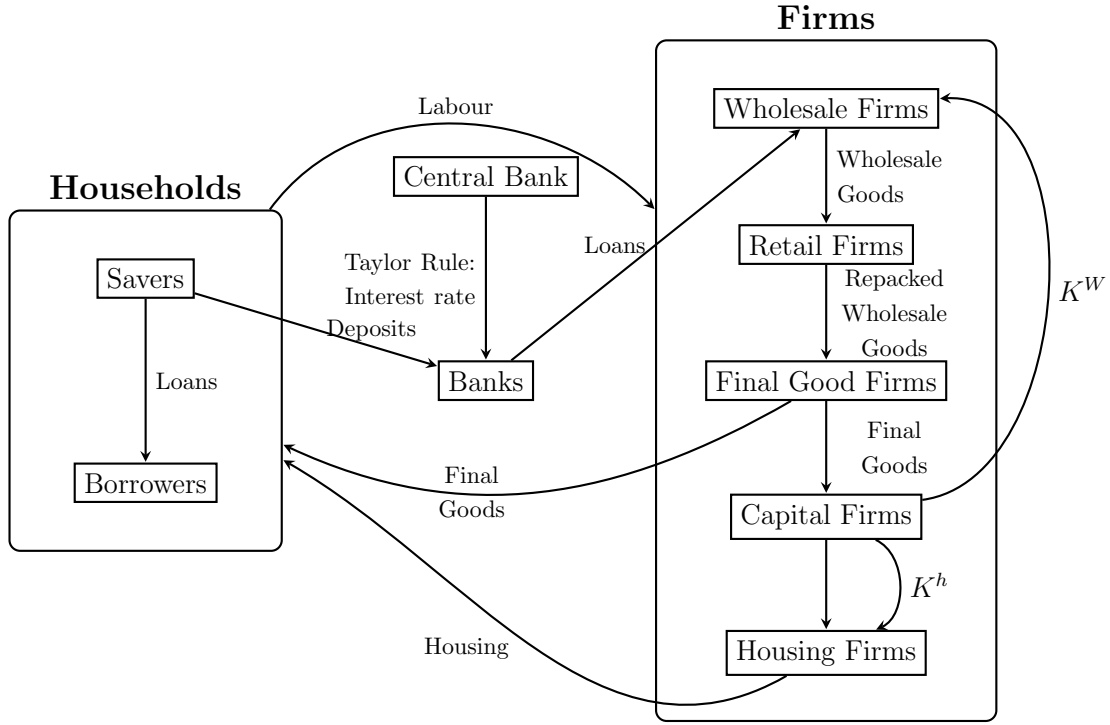 Firms
Labour
Wholesale Firms
Central Bank
Wholesale
Goods
Households
Retail Firms
Loans
Taylor Rule:
Interest rate
Savers
Repacked
Wholesale
Goods
K^W
Deposits
Loans
Banks
Final Good Firms
Final
Goods
Final
Goods
Borrowers
Capital Firms
K^h
Housing
Housing Firms